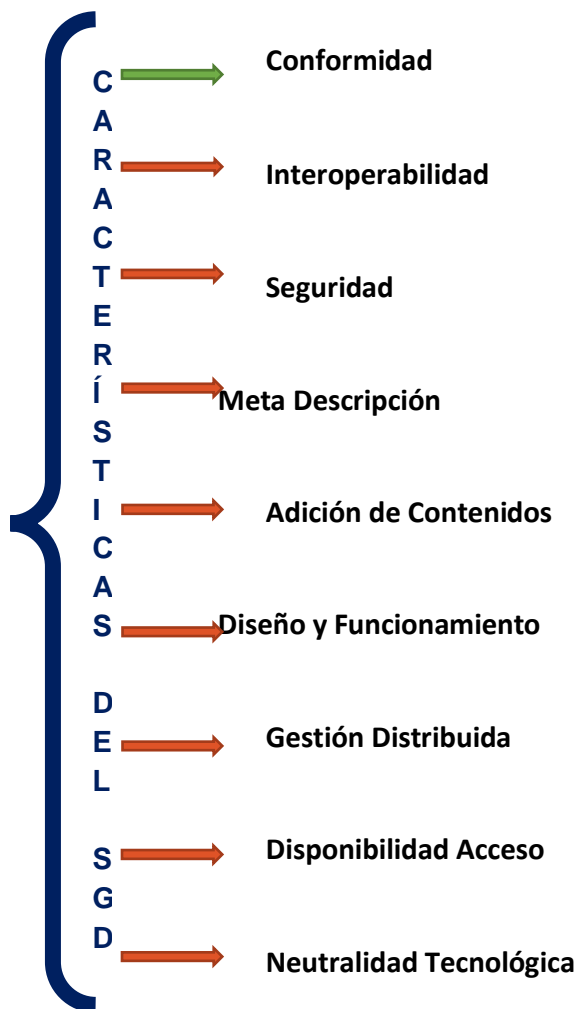 CARACTERÍSTICAS DEL SGD
Conformidad
Interoperabilidad
Seguridad
Meta Descripción
Adición de Contenidos
Diseño y Funcionamiento
Gestión Distribuida
Disponibilidad Acceso
Neutralidad Tecnológica